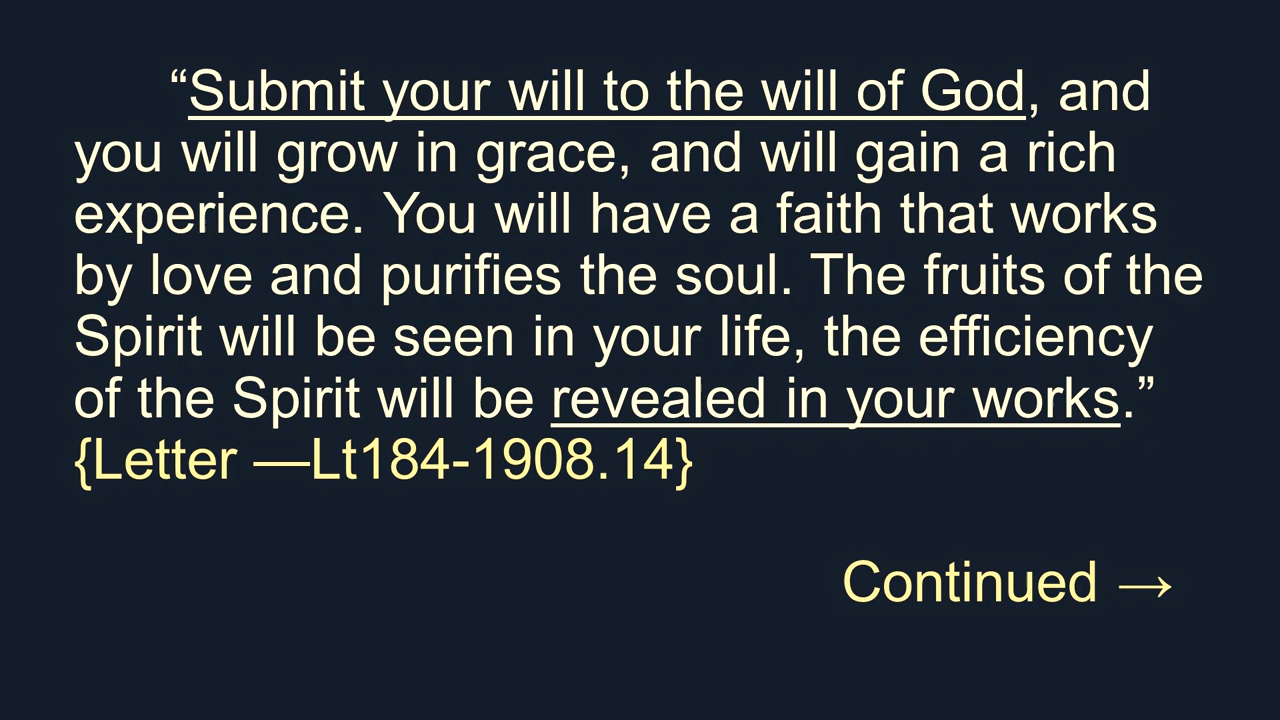 “Submit your will to the will of God, and
you will grow in grace, and will gain a rich
experience. You will have a faith that works
by love and purifies the soul. The fruits of the
Spirit will be seen in your life, the efficiency
of the Spirit will be revealed in your works.”
{Letter —Lt184-1908.14}
Continued →